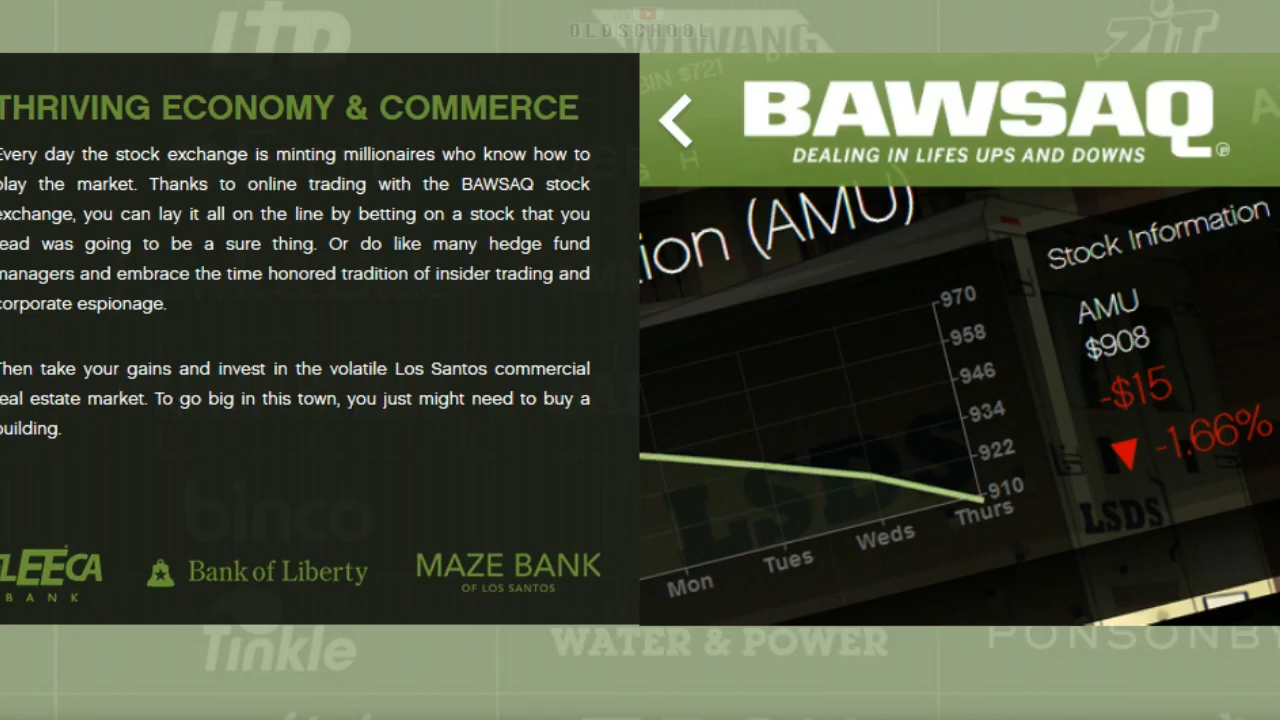 LTD
OLDSCHOOL
WIWANG
ZiT
BIN $721
THRIVING ECONOMY & COMMERCE
Every day the stock exchange is minting millionaires who know how to
play the market. Thanks to online trading with the BAWSAQ stock
exchange, you can lay it all on the line by betting on a stock that you
read was going to be a sure thing. Or do like many hedge fund
managers and embrace the time honored tradition of insider trading and
corporate espionage.
Then take your gains and invest in the volatile Los Santos commercial
real estate market. To go big in this town, you just might need to buy a
building.
binco
FLEECA
BANK
Bank of Liberty
MAZE BANK
OF LOS SANTOS
BAWSAQ
DEALING IN LIFES UPS AND DOWNS
ion (AMU)
Stock Information
AMU
$908
-$15
-1.66%
970
958
946
934
922
910
Mon Tues Weds Thurs
LSDS
LSDS
Tinkle
WATER & POWER
PONSONBY